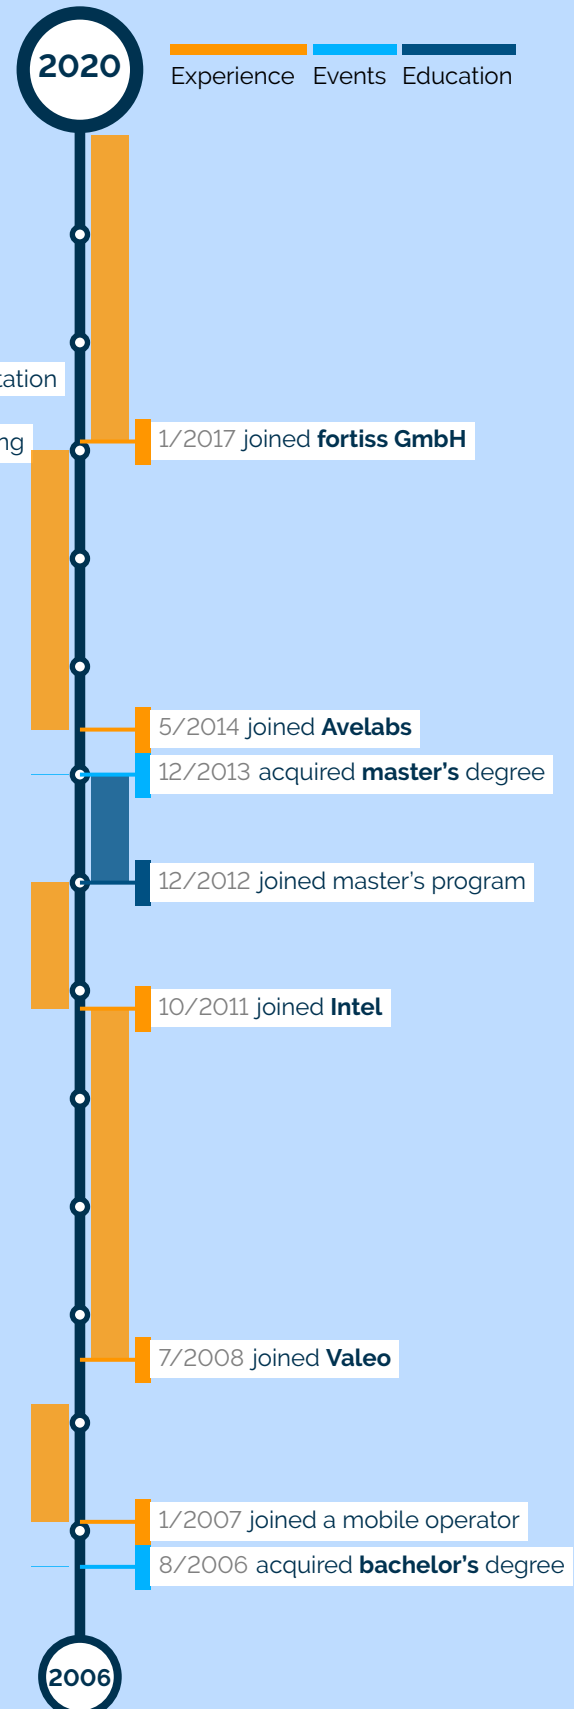 2020
Experience Events Education
tation
1/2017 joined fortiss GmbH
ng
5/2014 joined Avelabs
12/2013 acquired master's degree
12/2012 joined master's program
10/2011 joined Intel
7/2008 joined Valeo
1/2007 joined a mobile operator
8/2006 acquired bachelor's degree
2006